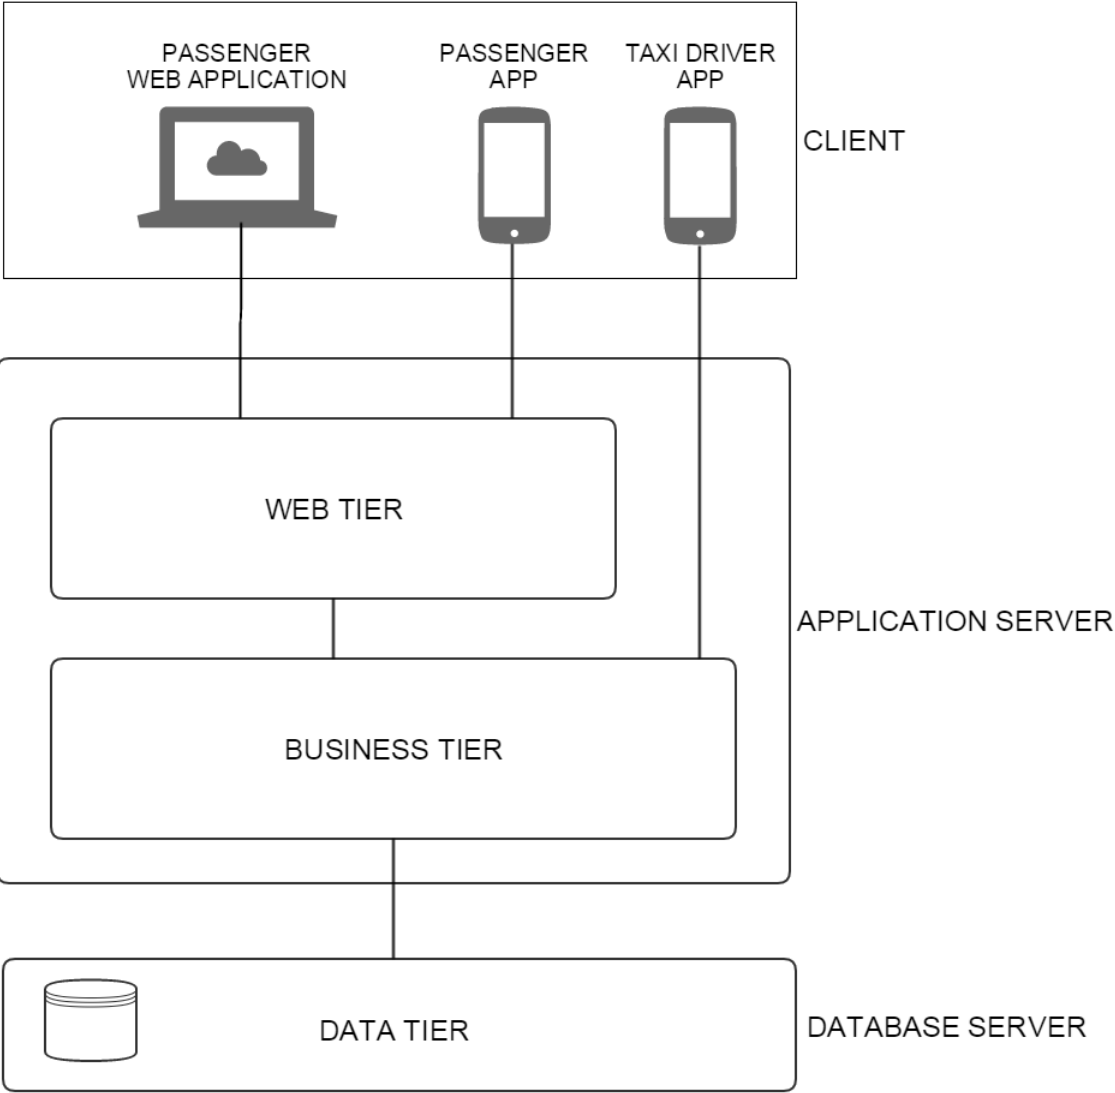 PASSENGER
WEB APPLICATION
PASSENGER
APP
TAXI DRIVER
APP
CLIENT
WEB TIER
APPLICATION SERVER
BUSINESS TIER
DATA TIER
DATABASE SERVER